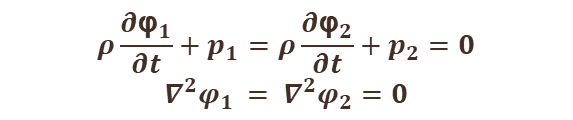 ρ ∂φ₁/∂t + p₁ = ρ ∂φ₂/∂t + p₂ = 0
∇²φ₁ = ∇²φ₂ = 0